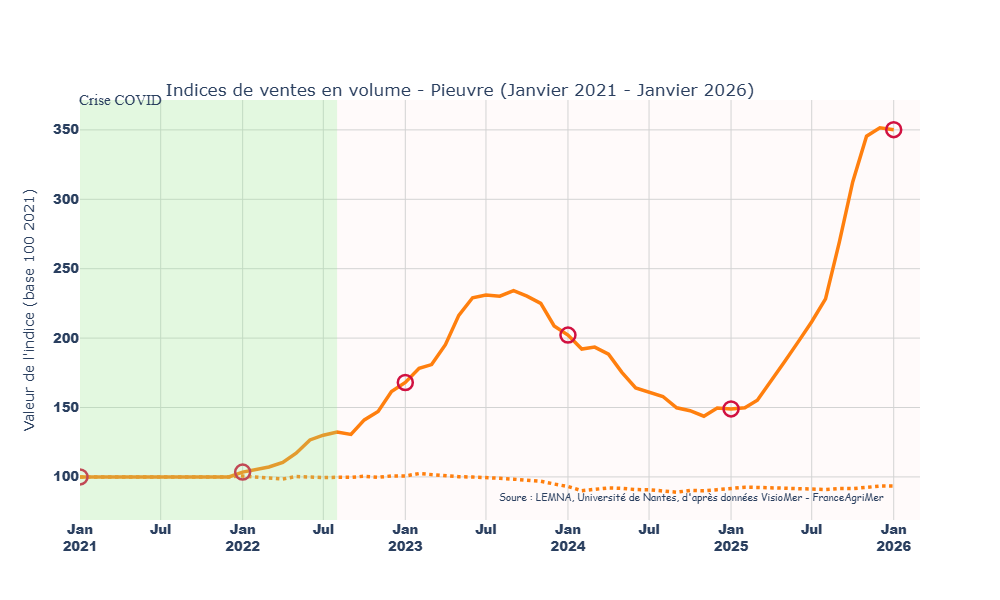 Indices de ventes en volume - Pieuvre (Janvier 2021 - Janvier 2026)
Crise COVID
Valeur de l'indice (base 100 2021)
350
300
250
200
150
100
Soure : LEMNA, Université de Nantes, d'après données VisioMer - FranceAgriMer
Jan Jul Jan Jul Jan Jul Jan Jul Jan Jul Jan
2021 2022 2023 2024 2025 2026